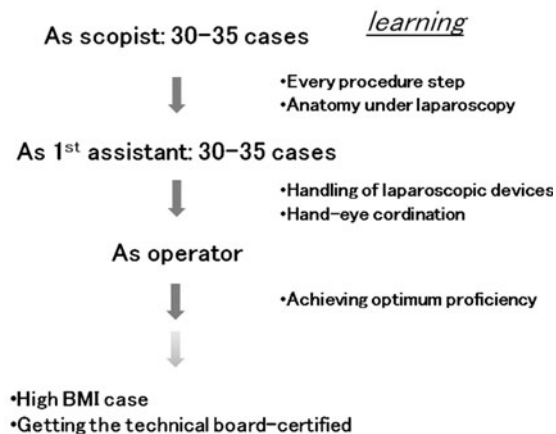 As scopist: 30-35 cases
learning
•Every procedure step
•Anatomy under laparoscopy
As 1st assistant: 30-35 cases
•Handling of laparoscopic devices
•Hand-eye cordination
As operator
•Achieving optimum proficiency
•High BMI case
•Getting the technical board-certified